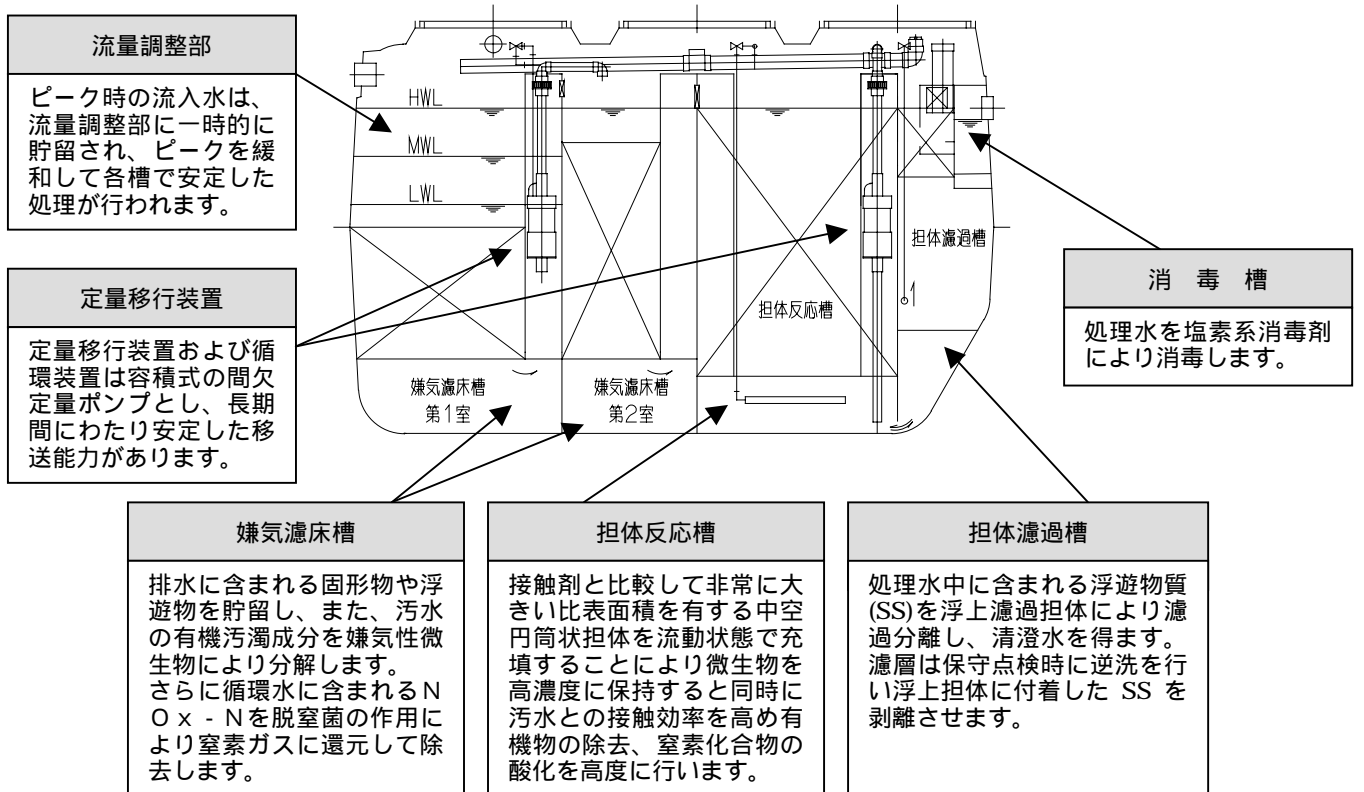 流量調整部
ピーク時の流入水は、
流量調整部に一時的に
貯留され、ピークを緩
和して各槽で安定した
処理が行われます。
定量移行装置
定量移行装置および循
環装置は容積式の間欠
定量ポンプとし、長期
間にわたり安定した移
送能力があります。
HWL
MWL
LWL
嫌気濾床槽
第1室
嫌気濾床槽
第2室
担体反応槽
担体濾過槽
消 毒 槽
処理水を塩素系消毒剤
により消毒します。
嫌気濾床槽
排水に含まれる固形物や浮
遊物を貯留し、また、汚水
の有機汚濁成分を嫌気性微
生物により分解します。
さらに循環水に含まれるN
Ox-Nを脱窒菌の作用に
より窒素ガスに還元して除
去します。
担体反応槽
接触剤と比較して非常に大
きい比表面積を有する中空
円筒状担体を流動状態で充
填することにより微生物を
高濃度に保持すると同時に
汚水との接触効率を高め有
機物の除去、窒素化合物の
酸化を高度に行います。
担体濾過槽
処理水中に含まれる浮遊物質
(SS)を浮上濾過担体により濾
過分離し、清澄水を得ます。
濾層は保守点検時に逆洗を行
い浮上担体に付着した SS を
剥離させます。